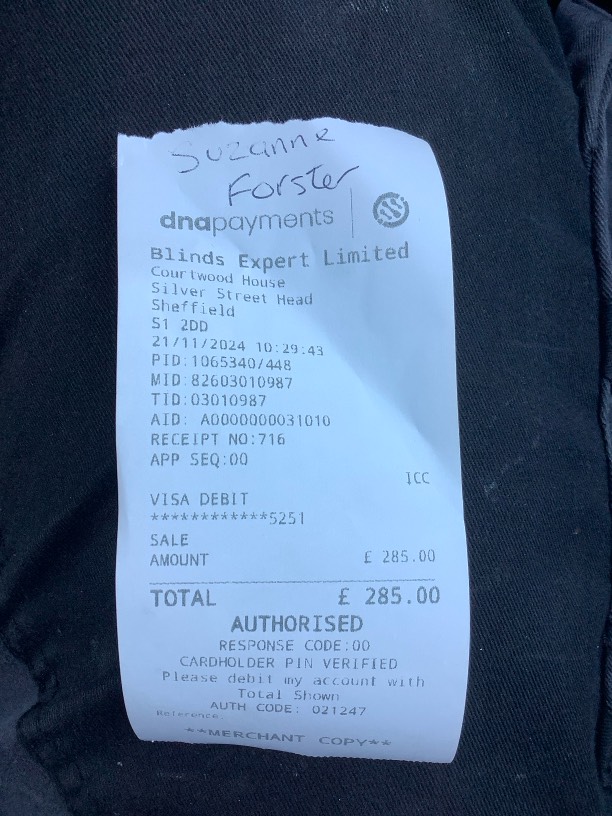 Suzanne
Forster
dnapayments
Blinds Expert Limited
Courtwood House
Silver Street Head
Sheffield
S1 2DD
21/11/2024 10:29:43
PID:1065340/448
MID:82603010987
TID:03010987
AID: A0000000031010
RECEIPT NO:716
APP SEQ:00
ICC
VISA DEBIT
************5251
SALE
AMOUNT £ 285.00
TOTAL £ 285.00
AUTHORISED
RESPONSE CODE:00
CARDHOLDER PIN VERIFIED
Please debit my account with
Total Shown
AUTH CODE: 021247
Reference:
**MERCHANT COPY**